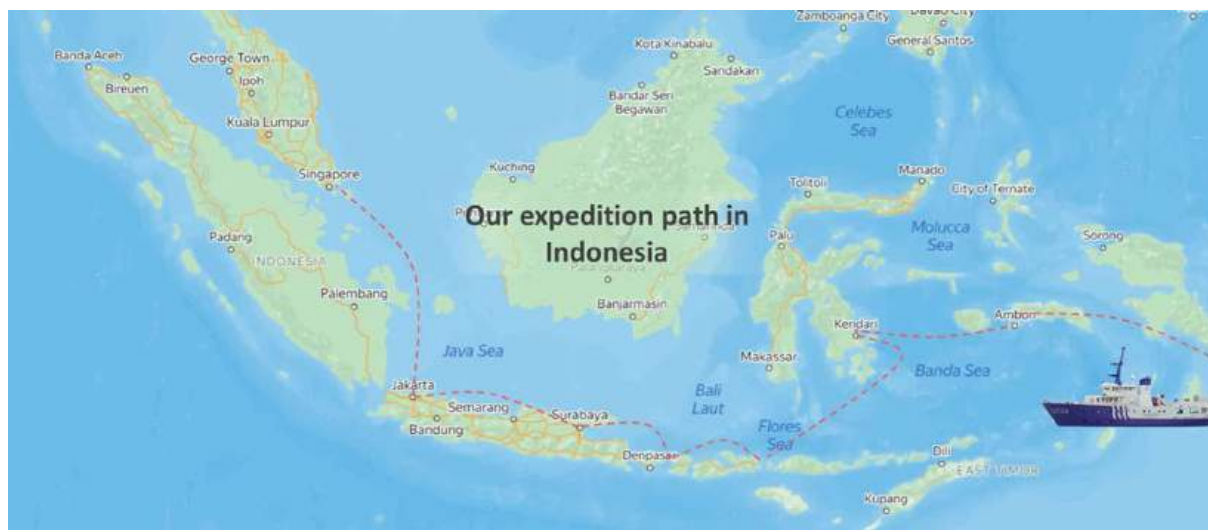 Zamboanga City
Davao City
General Santos
Banda Aceh
George Town
Kota Kinabalu
Sandakan
Bireuen
Ipoh
Bandar Seri
Begawan
Celebes
Sea
Kuala Lumpur
Kuching
Singapore
Manado
Tolitoli
City of Ternate
Our expedition path in
Indonesia
Molucca
Sea
Sorong
Padang
INDONESIA
Palu
Palembang
Banjarmasin
Kendari
Ambon
Java Sea
Makassar
Banda Sea
Jakarta
Bali
Laut
Semarang
Surabaya
Bandung
Flores
Sea
Denpasar
Dili
EAST TIMOR
Kupang